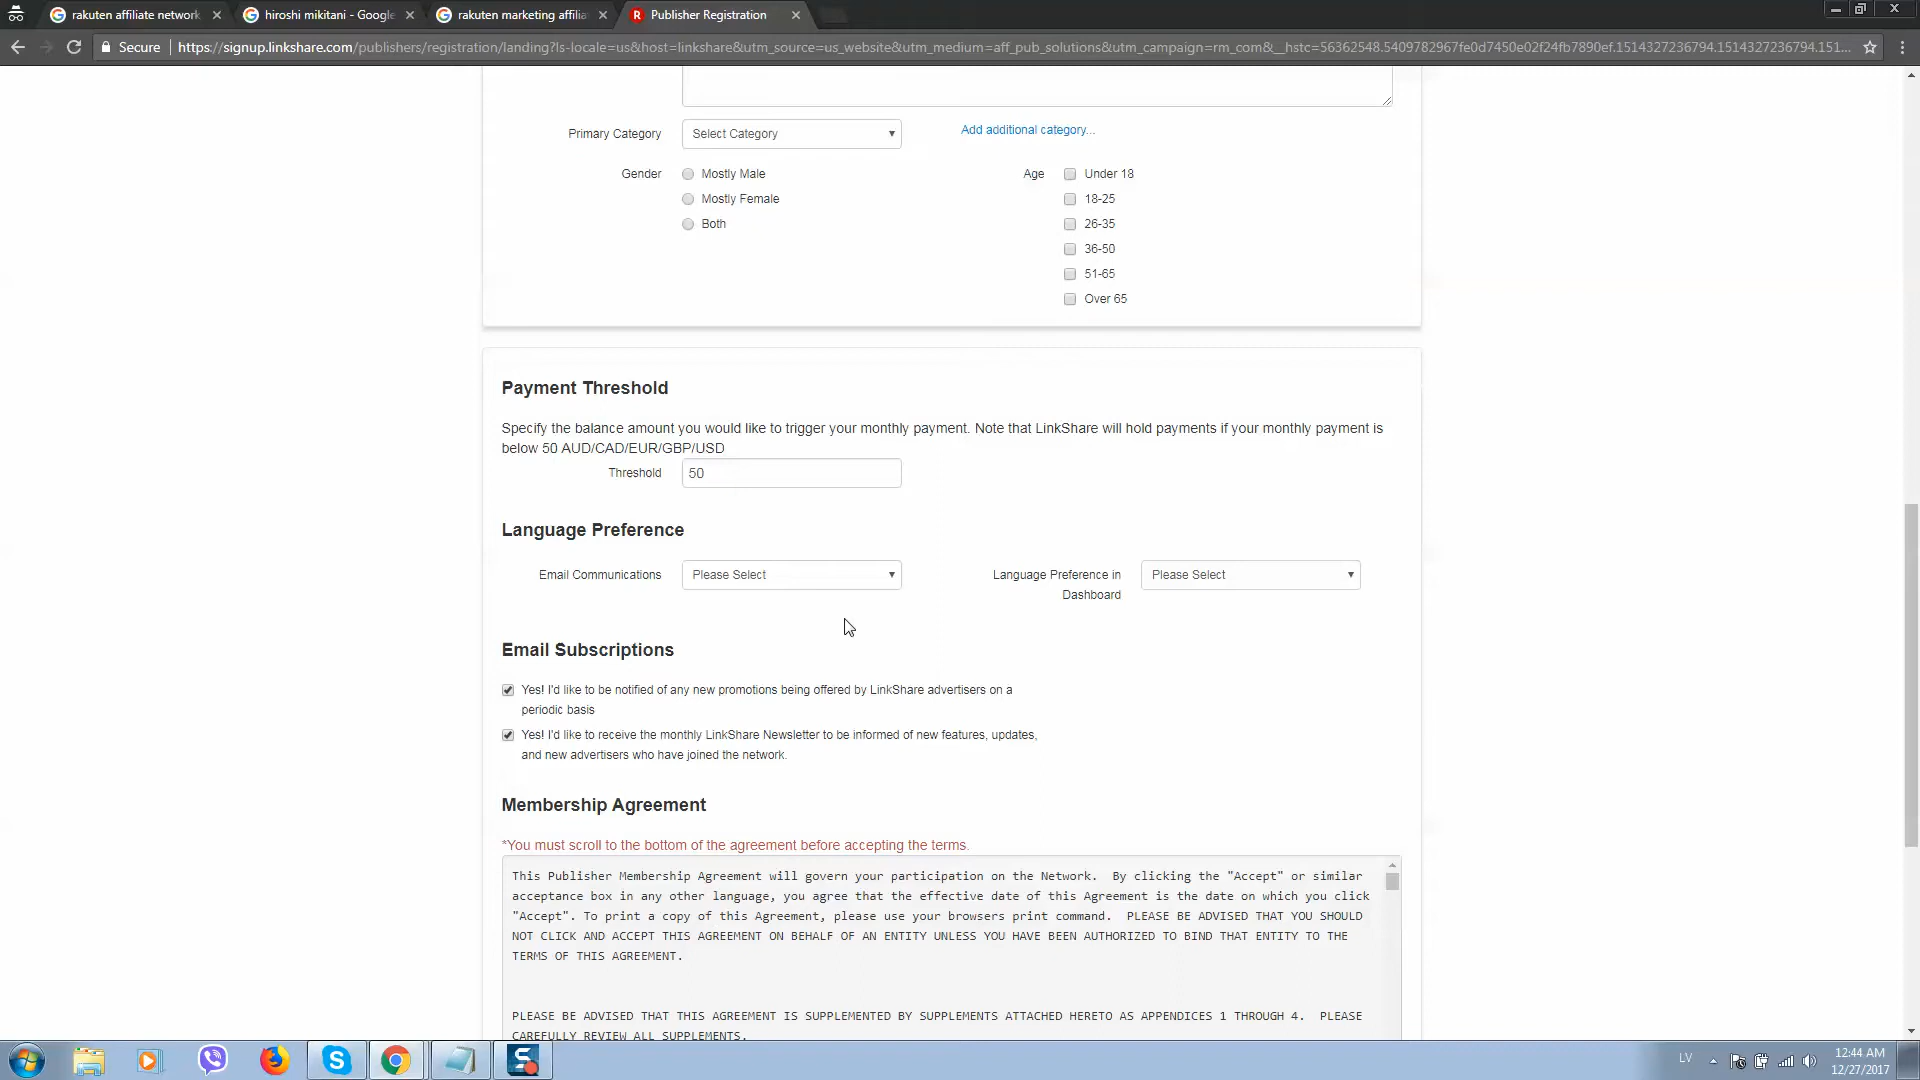 rakuten affiliate network
hiroshi mikitani - Google
rakuten marketing affilia
Publisher Registration
Secure
https://signup.linkshare.com/publishers/registration/landing?ls-locale=us&host=linkshare&utm_source=us_website&utm_medium=aff_pub_solutions&utm_campaign=rm_com&__hstc=56362548.5409782967fe0d7450e02f24fb7890ef.1514327236794.1514327236794.151...
Primary Category
Select Category
Add additional category...
Gender
Mostly Male
Mostly Female
Both
Age
Under 18
18-25
26-35
36-50
51-65
Over 65
Payment Threshold
Specify the balance amount you would like to trigger your monthly payment. Note that LinkShare will hold payments if your monthly payment is
below 50 AUD/CAD/EUR/GBP/USD
Threshold
50
Language Preference
Email Communications
Please Select
Language Preference in
Dashboard
Please Select
Email Subscriptions
Yes! I'd like to be notified of any new promotions being offered by LinkShare advertisers on a
periodic basis
Yes! I'd like to receive the monthly LinkShare Newsletter to be informed of new features, updates,
and new advertisers who have joined the network.
Membership Agreement
*You must scroll to the bottom of the agreement before accepting the terms.
This Publisher Membership Agreement will govern your participation on the Network.  By clicking the "Accept" or similar
acceptance box in any other language, you agree that the effective date of this Agreement is the date on which you click
"Accept". To print a copy of this Agreement, please use your browsers print command.  PLEASE BE ADVISED THAT YOU SHOULD
NOT CLICK AND ACCEPT THIS AGREEMENT ON BEHALF OF AN ENTITY UNLESS YOU HAVE BEEN AUTHORIZED TO BIND THAT ENTITY TO THE
TERMS OF THIS AGREEMENT.
PLEASE BE ADVISED THAT THIS AGREEMENT IS SUPPLEMENTED BY SUPPLEMENTS ATTACHED HERETO AS APPENDICES 1 THROUGH 4.  PLEASE
CAREFULLY REVIEW ALL SUPPLEMENTS.
LV
12:44 AM
12/27/2017